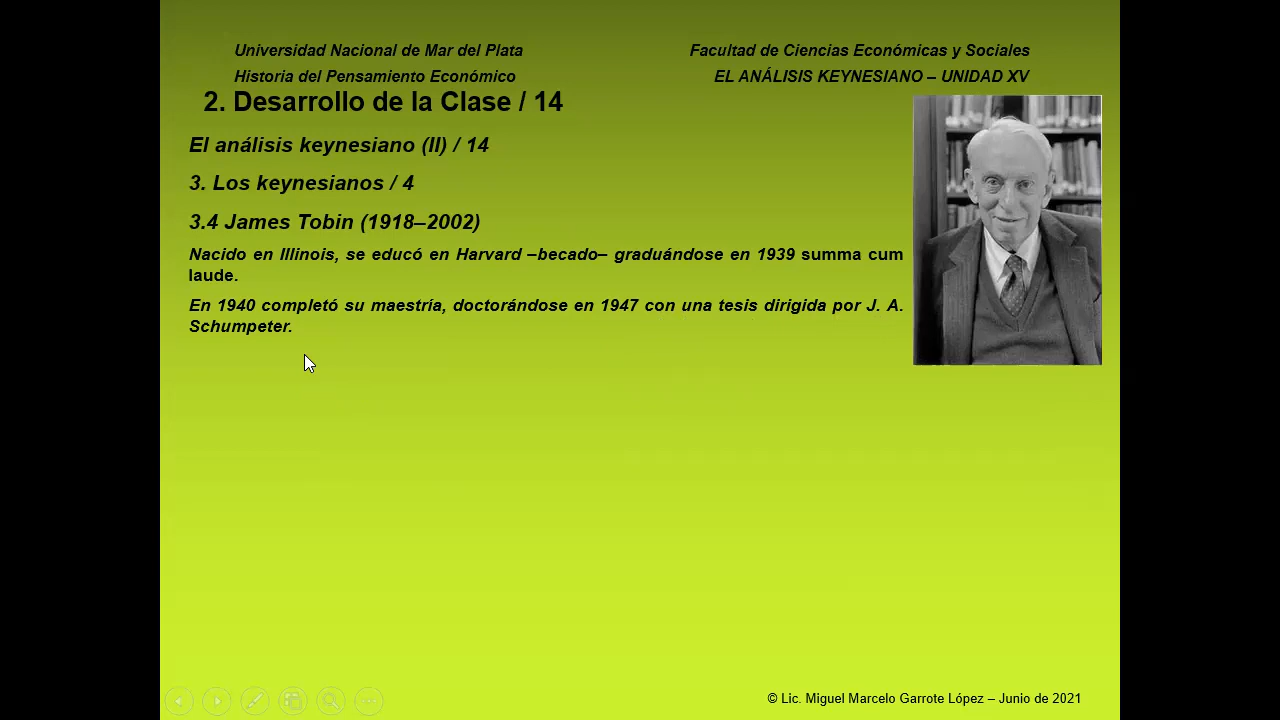 Universidad Nacional de Mar del Plata
Facultad de Ciencias Económicas y Sociales
Historia del Pensamiento Económico
EL ANÁLISIS KEYNESIANO – UNIDAD XV
2. Desarrollo de la Clase / 14
El análisis keynesiano (II) / 14
3. Los keynesianos / 4
3.4 James Tobin (1918–2002)
Nacido en Illinois, se educó en Harvard –becado– graduándose en 1939 summa cum
laude.
En 1940 completó su maestría, doctorándose en 1947 con una tesis dirigida por J. A.
Schumpeter.
© Lic. Miguel Marcelo Garrote López – Junio de 2021